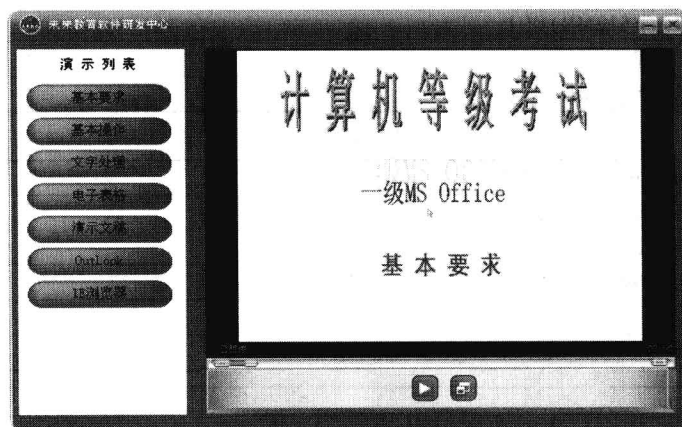 未来教育软件研发中心
演示列表
基本要求
基本操作
文字处理
电子表格
演示文稿
OutLook
IE浏览器
计算机等级考试
一级MS Office
基本要求